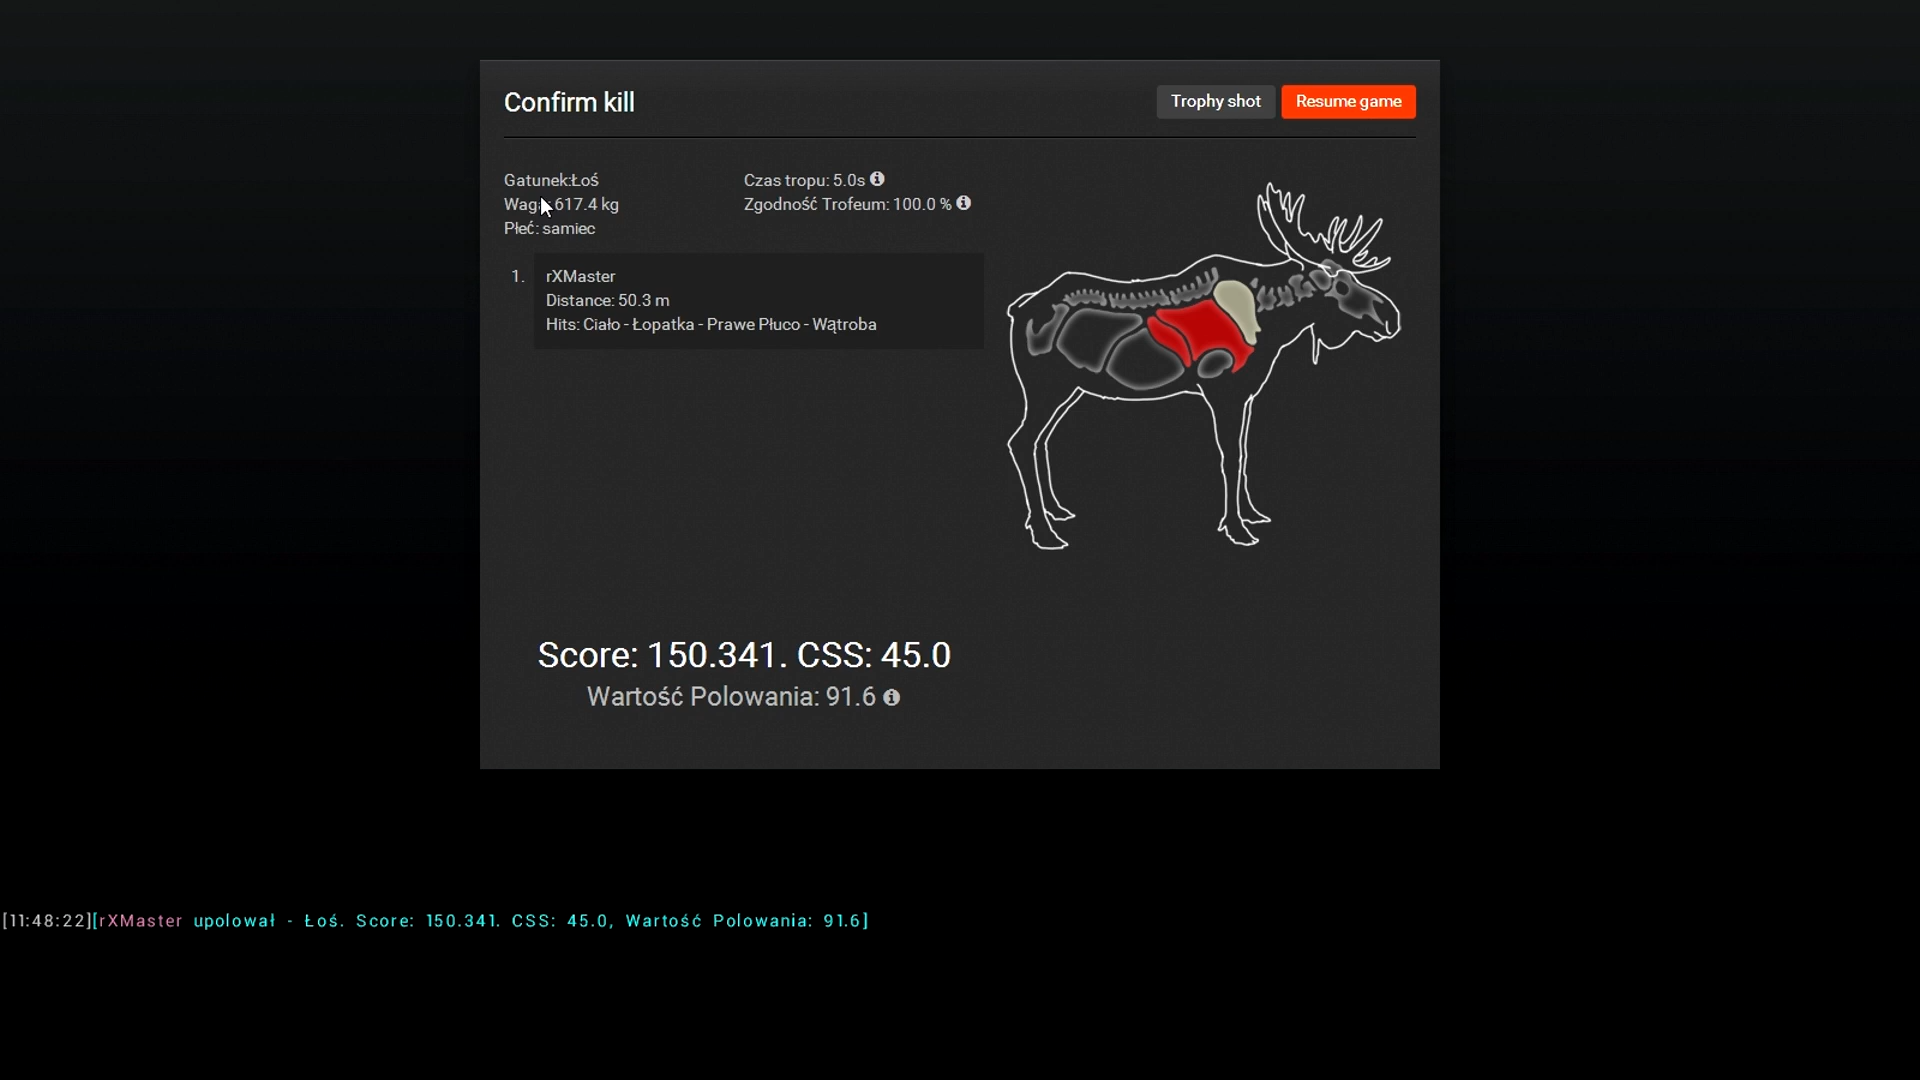 Confirm kill
Trophy shot
Resume game
Gatunek:Łoś
Waga: 617.4 kg
Płeć: samiec
Czas tropu: 5.0s
Zgodność Trofeum: 100.0 %
1.
rXMaster
Distance: 50.3 m
Hits: Ciało - Łopatka - Prawe Płuco - Wątroba
Score: 150.341. CSS: 45.0
Wartość Polowania: 91.6
[11:48:22][rXMaster upolował - Łoś. Score: 150.341. CSS: 45.0, Wartość Polowania: 91.6]